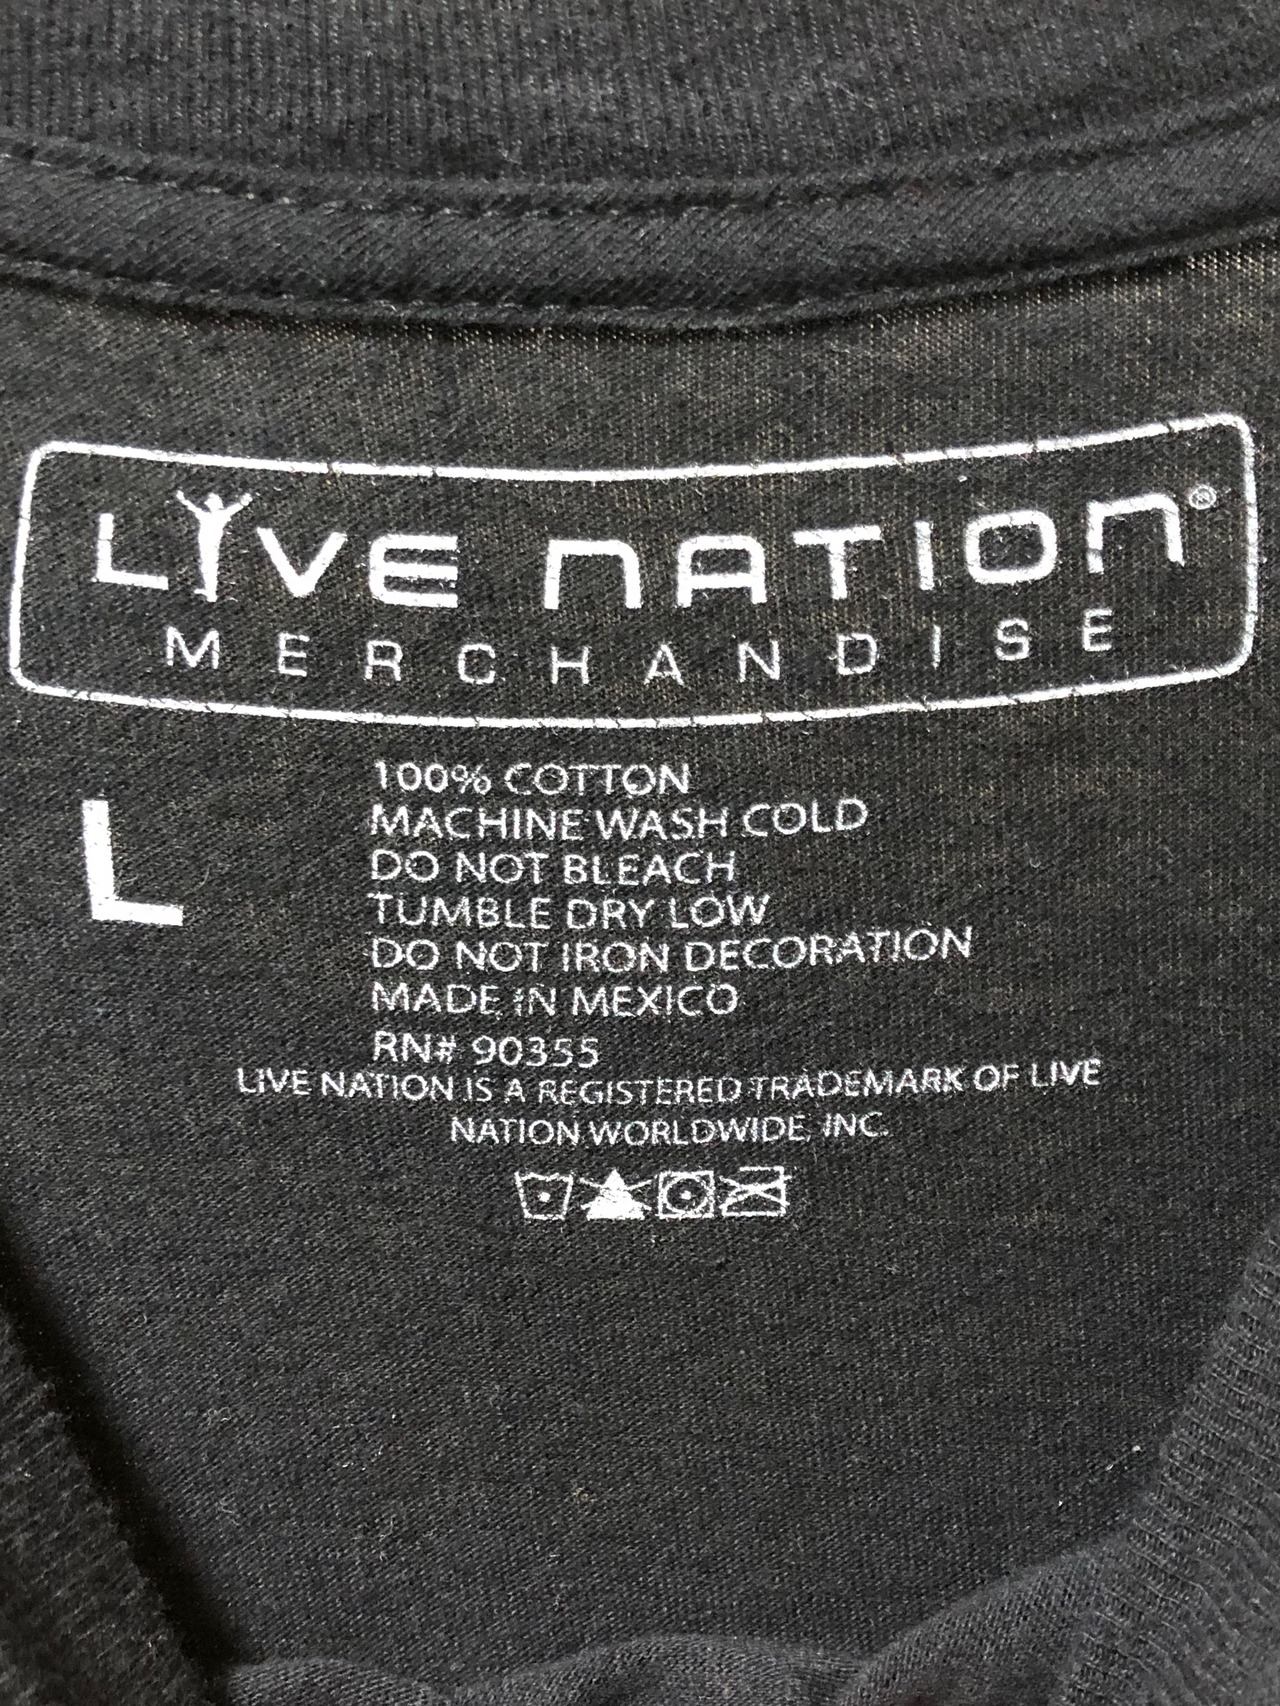 LIVE NATION®
MERCHANDISE
L
100% COTTON
MACHINE WASH COLD
DO NOT BLEACH
TUMBLE DRY LOW
DO NOT IRON DECORATION
MADE IN MEXICO
RN# 90355
LIVE NATION IS A REGISTERED TRADEMARK OF LIVE
NATION WORLDWIDE, INC.